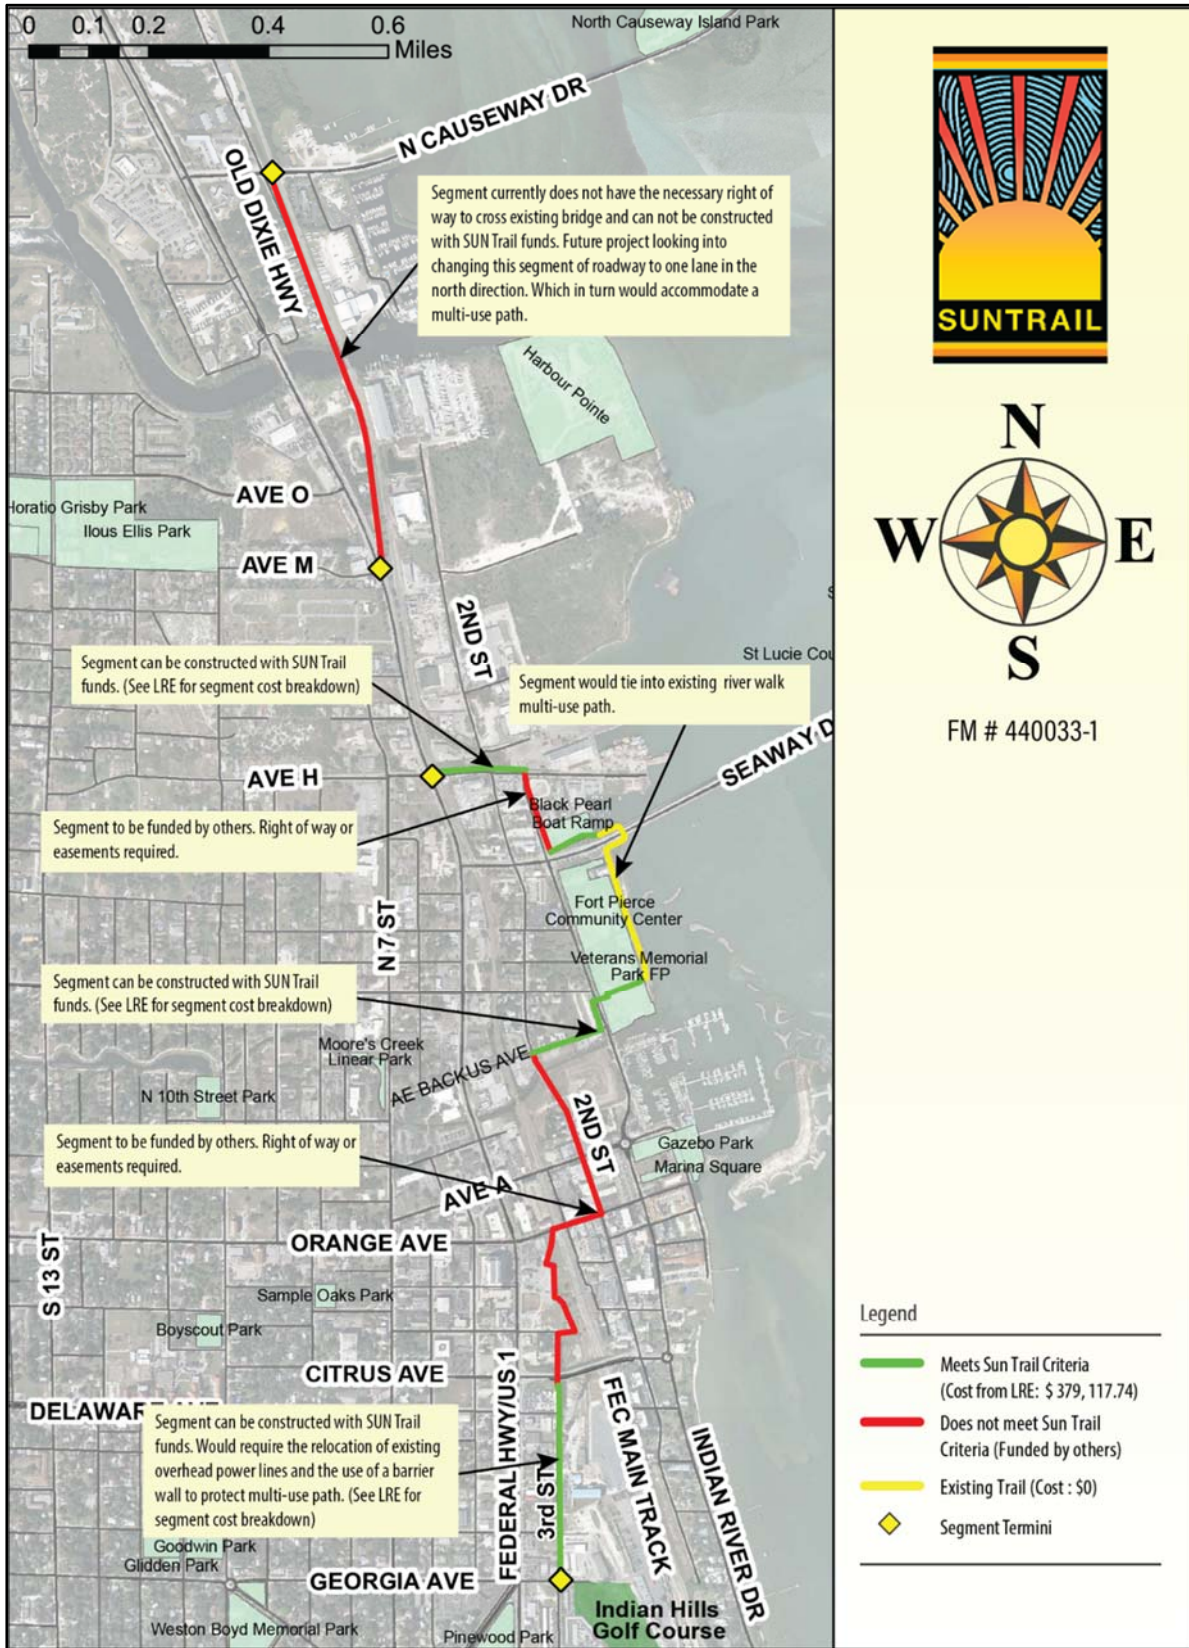 0 0.1 0.2 0.4 0.6
Miles
North Causeway Island Park
N CAUSEWAY DR
OLD DIXIE HWY
Segment currently does not have the necessary right of
way to cross existing bridge and can not be constructed
with SUN Trail funds. Future project looking into
changing this segment of roadway to one lane in the
north direction. Which in turn would accommodate a
multi-use path.
Harbour Pointe
AVE O
Horatio Grisby Park
Ilous Ellis Park
AVE M
2ND ST
St Lucie Cou
Segment can be constructed with SUN Trail
funds. (See LRE for segment cost breakdown)
Segment would tie into existing river walk
multi-use path.
SEAWAY D
AVE H
Black Pearl
Boat Ramp
Segment to be funded by others. Right of way or
easements required.
Fort Pierce
Community Center
N 7 ST
Veterans Memorial
Park FP
Segment can be constructed with SUN Trail
funds. (See LRE for segment cost breakdown)
Moore's Creek
Linear Park
AE BACKUS AVE
N 10th Street Park
2ND ST
Segment to be funded by others. Right of way or
easements required.
Gazebo Park
Marina Square
AVE A
ORANGE AVE
S 13 ST
Sample Oaks Park
Boyscout Park
CITRUS AVE
DELAWARE AVE
Segment can be constructed with SUN Trail
funds. Would require the relocation of existing
overhead power lines and the use of a barrier
wall to protect multi-use path. (See LRE for
segment cost breakdown)
FEDERAL HWY/US 1
3rd ST
FEC MAIN TRACK
INDIAN RIVER DR
Goodwin Park
Glidden Park
GEORGIA AVE
Weston Boyd Memorial Park
Pinewood Park
Indian Hills
Golf Course
SUNTRAIL
N
W E
S
FM # 440033-1
Legend
Meets Sun Trail Criteria
(Cost from LRE: $ 379, 117.74)
Does not meet Sun Trail
Criteria (Funded by others)
Existing Trail (Cost : $0)
Segment Termini